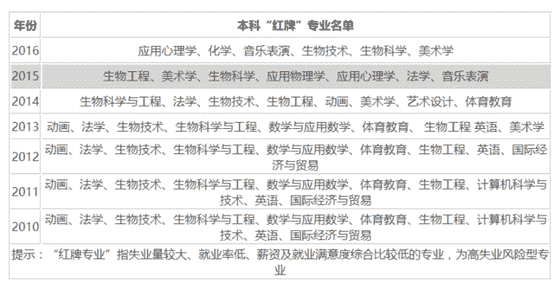 年份 本科“红牌”专业名单
2016 应用心理学、化学、音乐表演、生物技术、生物科学、美术学
2015 生物工程、美术学、生物科学、应用物理学、应用心理学、法学、音乐表演
2014 生物科学与工程、法学、生物技术、生物工程、动画、美术学、艺术设计、体育教育
2013 动画、法学、生物技术、生物科学与工程、数学与应用数学、体育教育、 生物工程 英语、美术学
2012 动画、法学、生物技术、生物科学与工程、数学与应用数学、体育教育、生物工程、英语、国际经
济与贸易
2011 动画、法学、生物技术、生物科学与工程、数学与应用数学、体育教育、生物工程、计算机科学与
技术、英语、国际经济与贸易
2010 动画、法学、生物技术、生物科学与工程、数学与应用数学、体育教育、生物工程、计算机科学与
技术、英语、国际经济与贸易
提示：“红牌专业”指失业量较大、就业率低、薪资及就业满意度综合比较低的专业，为高失业风险型专
业